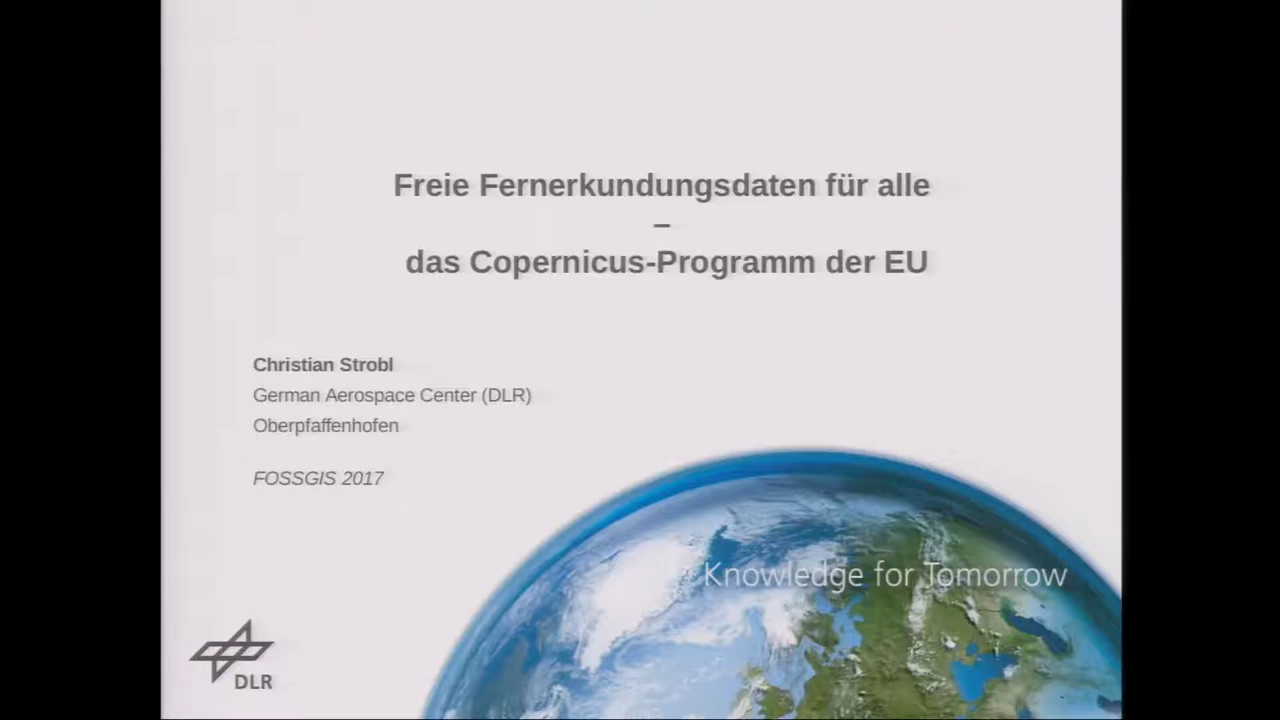 Freie Fernerkundungsdaten für alle
–
das Copernicus-Programm der EU
Christian Strobl
German Aerospace Center (DLR)
Oberpfaffenhofen
FOSSGIS 2017
Knowledge for Tomorrow
DLR